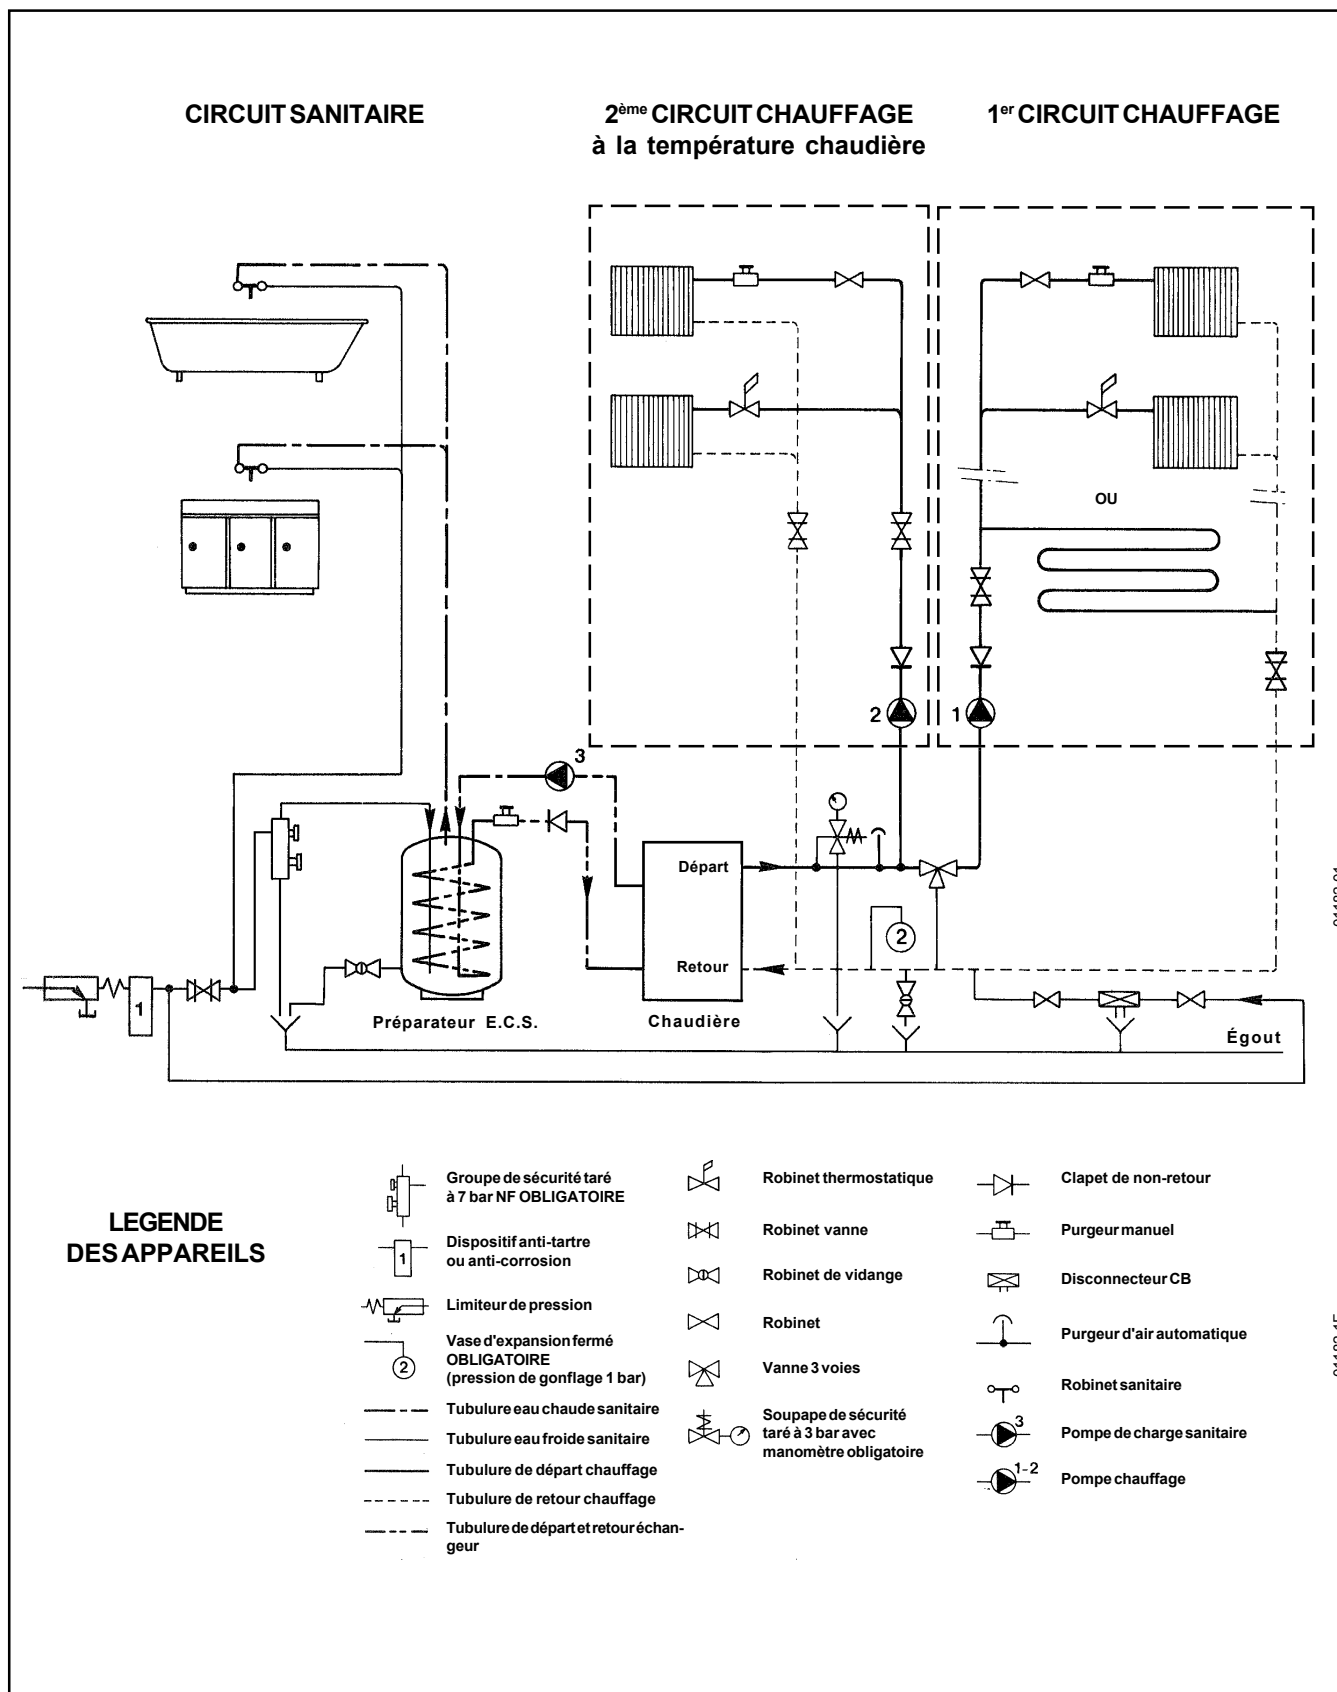 CIRCUIT SANITAIRE
2ème CIRCUIT CHAUFFAGE
à la température chaudière
1er CIRCUIT CHAUFFAGE
OU
2
1
3
Départ
2
Retour
1
Préparateur E.C.S.
Chaudière
Égout
LEGENDE
DES APPAREILS
Groupe de sécurité taré
à 7 bar NF OBLIGATOIRE
1
Dispositif anti-tartre
ou anti-corrosion
Limiteur de pression
2
Vase d'expansion fermé
OBLIGATOIRE
(pression de gonflage 1 bar)
Tubulure eau chaude sanitaire
Tubulure eau froide sanitaire
Tubulure de départ chauffage
Tubulure de retour chauffage
Tubulure de départ et retour échan-
geur
Robinet thermostatique
Robinet vanne
Robinet de vidange
Robinet
Vanne 3 voies
Soupape de sécurité
taré à 3 bar avec
manomètre obligatoire
Clapet de non-retour
Purgeur manuel
Disconnecteur CB
Purgeur d'air automatique
Robinet sanitaire
3
Pompe de charge sanitaire
1-2
Pompe chauffage